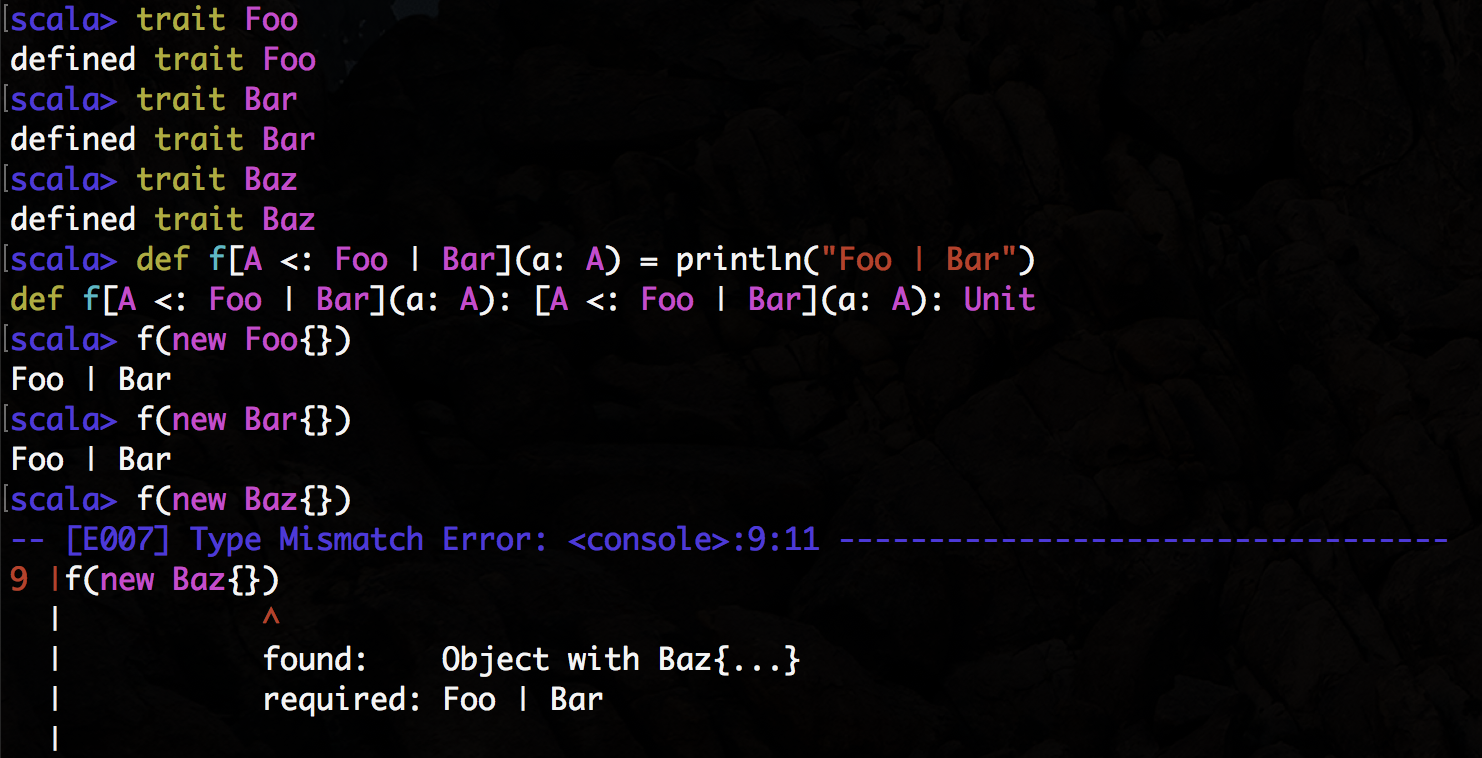 scala> trait Foo
defined trait Foo
scala> trait Bar
defined trait Bar
scala> trait Baz
defined trait Baz
scala> def f[A <: Foo | Bar](a: A) = println("Foo | Bar")
def f[A <: Foo | Bar](a: A): [A <: Foo | Bar](a: A): Unit
scala> f(new Foo{})
Foo | Bar
scala> f(new Bar{})
Foo | Bar
scala> f(new Baz{})
-- [E007] Type Mismatch Error: <console>:9:11 ----------------------------------
9 |f(new Baz{})
  |           ^
  |           found:    Object with Baz{...}
  |           required: Foo | Bar
  |